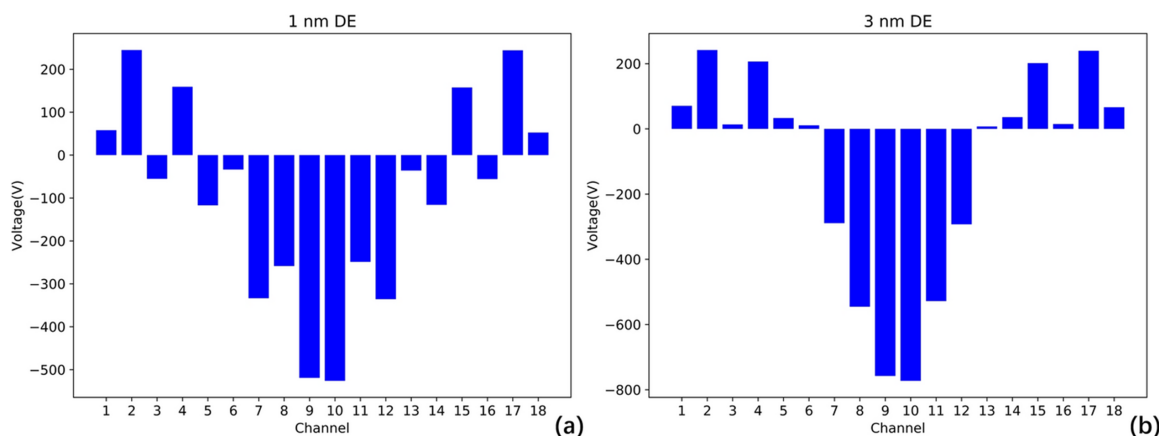 1 nm DE
200
100
0
−100
−200
−300
−400
−500
Voltage(V)
1 2 3 4 5 6 7 8 9 10 11 12 13 14 15 16 17 18
Channel
(a)
3 nm DE
200
0
−200
−400
−600
−800
Voltage(V)
1 2 3 4 5 6 7 8 9 10 11 12 13 14 15 16 17 18
Channel
(b)